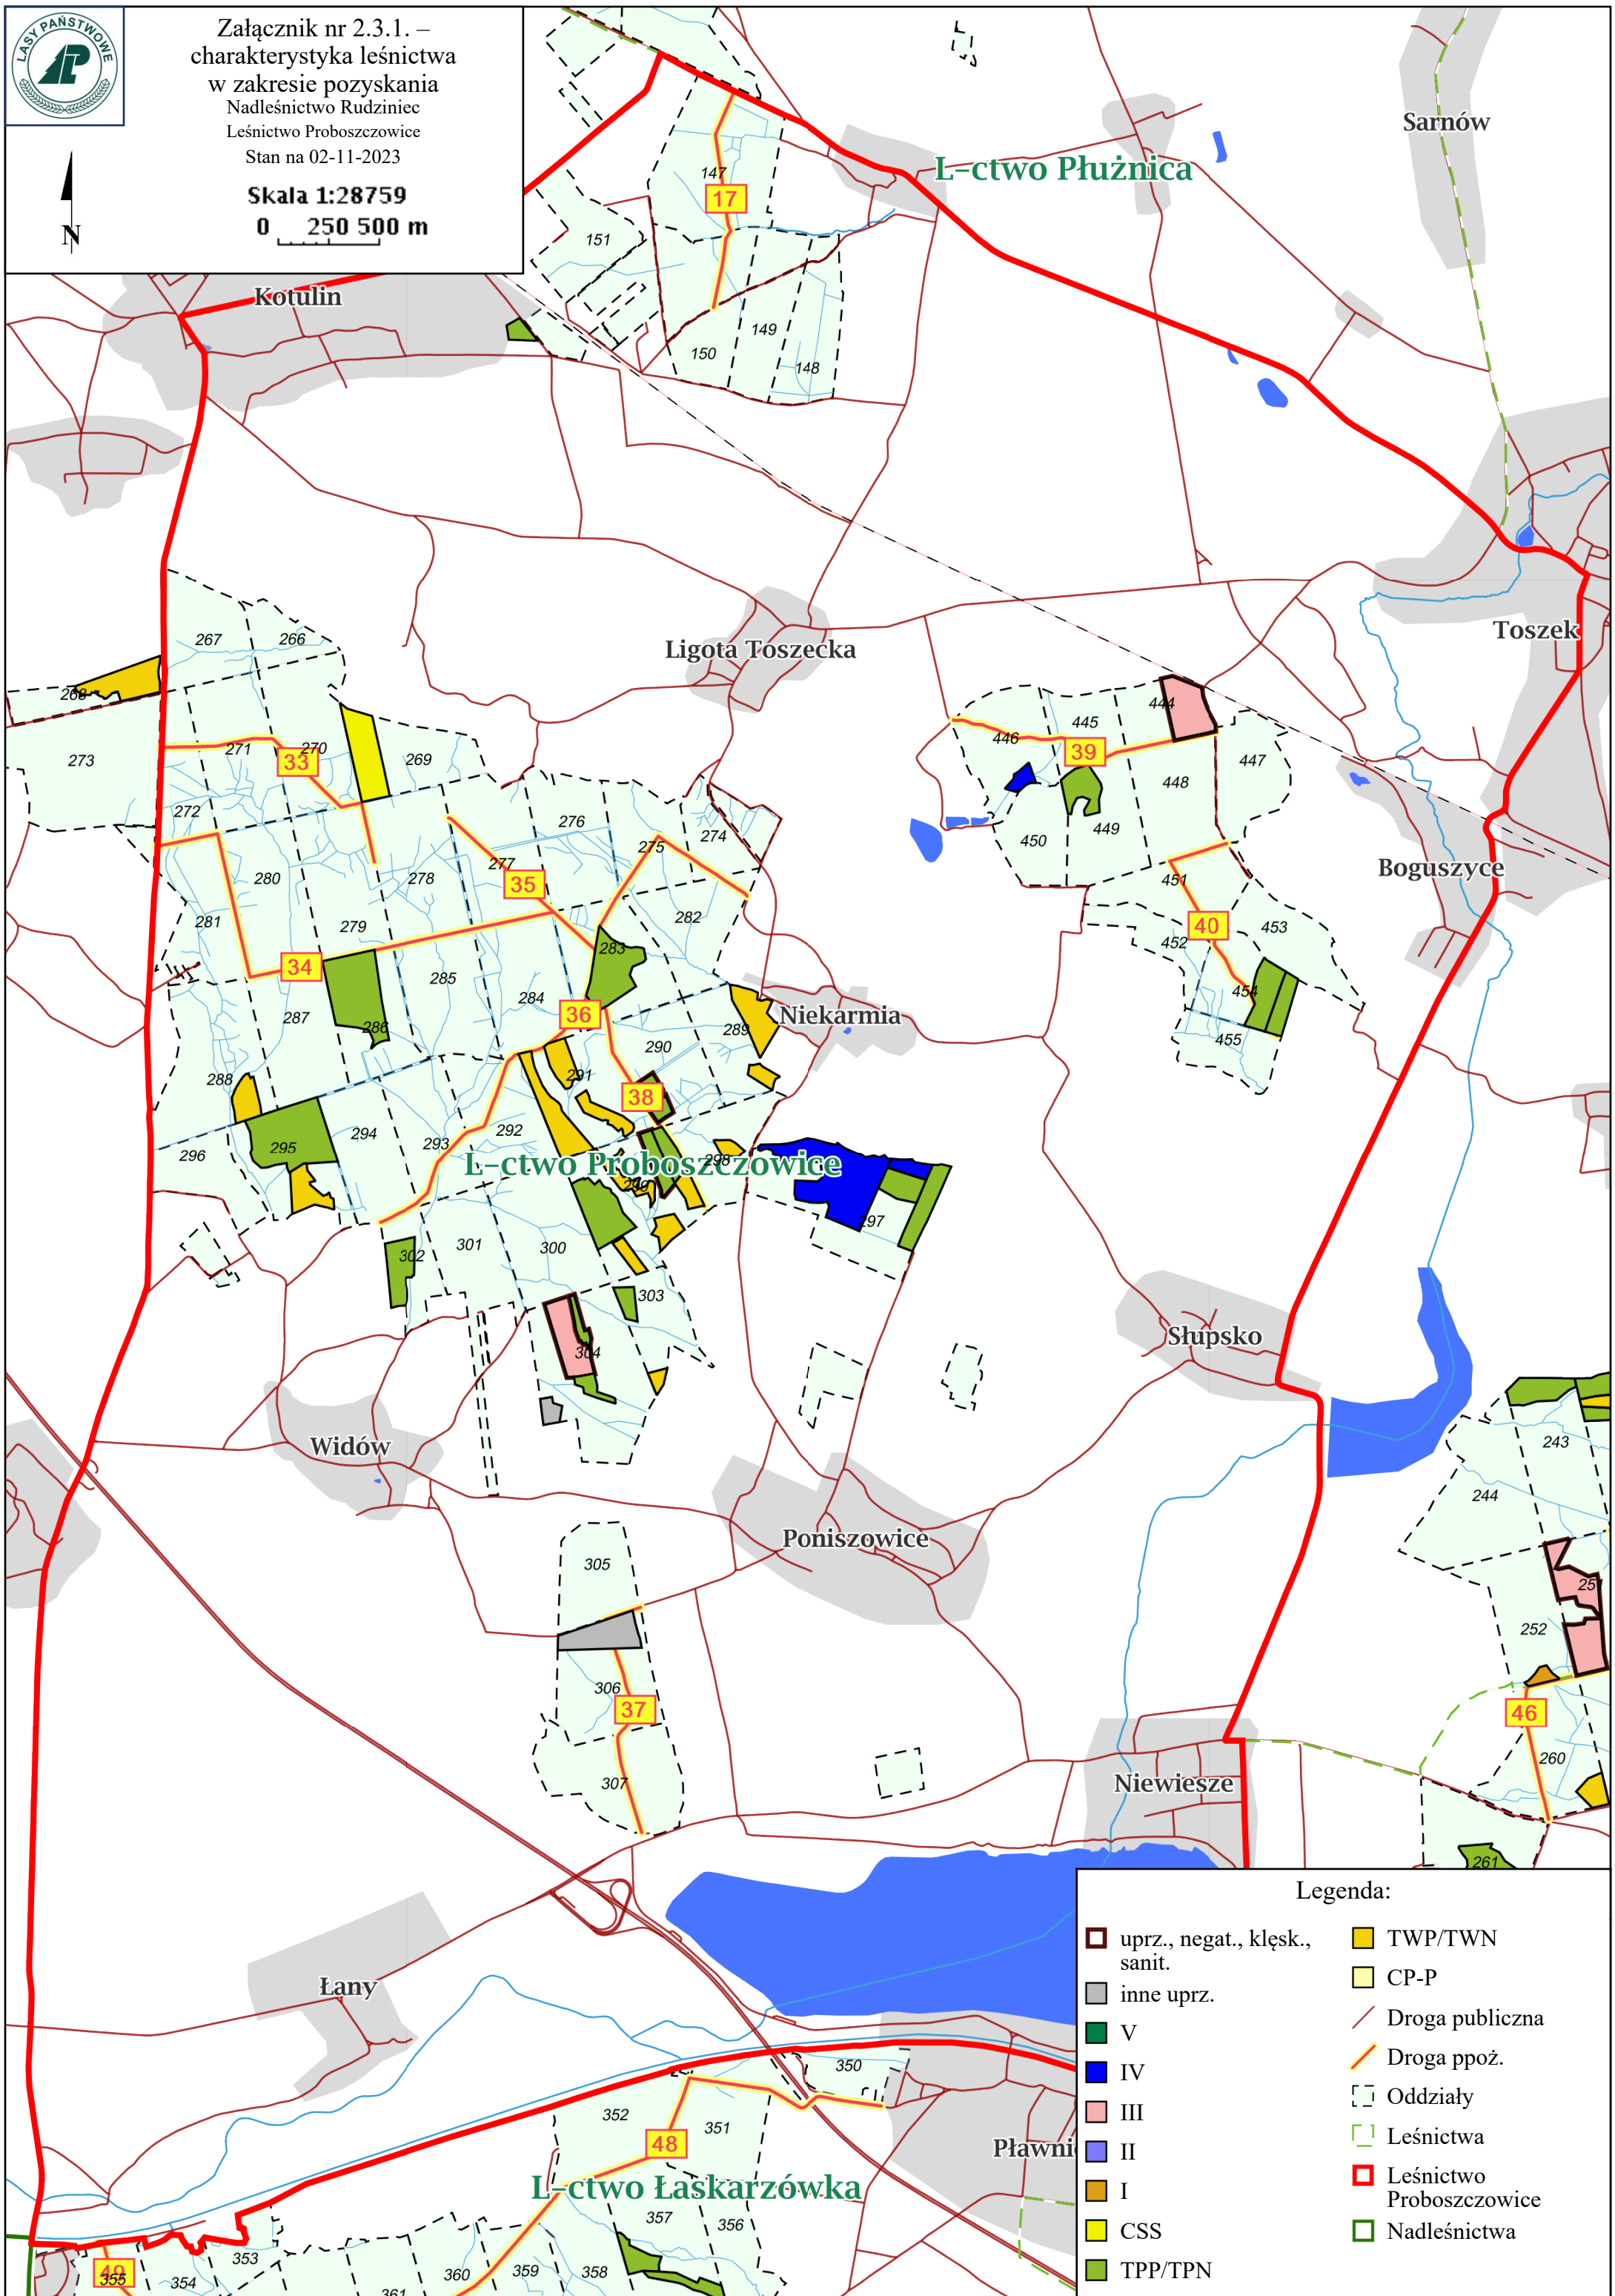 LASY PAŃSTWOWE
Załącznik nr 2.3.1. –
charakterystyka leśnictwa
w zakresie pozyskania
Nadleśnictwo Rudziniec
Leśnictwo Proboszczowice
Stan na 02-11-2023
Skala 1:28759
0 250 500 m
N
Sarnów
L-ctwo Płużnica
147
17
151
Kotulin
149
150
148
Toszek
267
266
Ligota Toszecka
268
444
445
446
39
447
273
271
270
33
269
448
272
276
449
274
450
275
277
Boguszyce
280
278
35
451
281
279
282
40
453
452
283
34
285
454
284
287
36
Niekarmia
286
289
455
290
291
288
38
292
294
293
295
296
L-ctwo Proboszczowice
298
299
297
301
300
302
303
Słupsko
304
243
Widów
244
Poniszowice
305
251
252
306
37
46
260
307
Niewiesze
261
Łany
350
352
351
48
Pławni
L-ctwo Łaskarzówka
357
356
353
49
355
354
361
360
359
358
Legenda:
uprz., negat., klęsk.,
sanit.
inne uprz.
V
IV
III
II
I
CSS
TPP/TPN
TWP/TWN
CP-P
Droga publiczna
Droga ppoż.
Oddziały
Leśnictwa
Leśnictwo
Proboszczowice
Nadleśnictwa